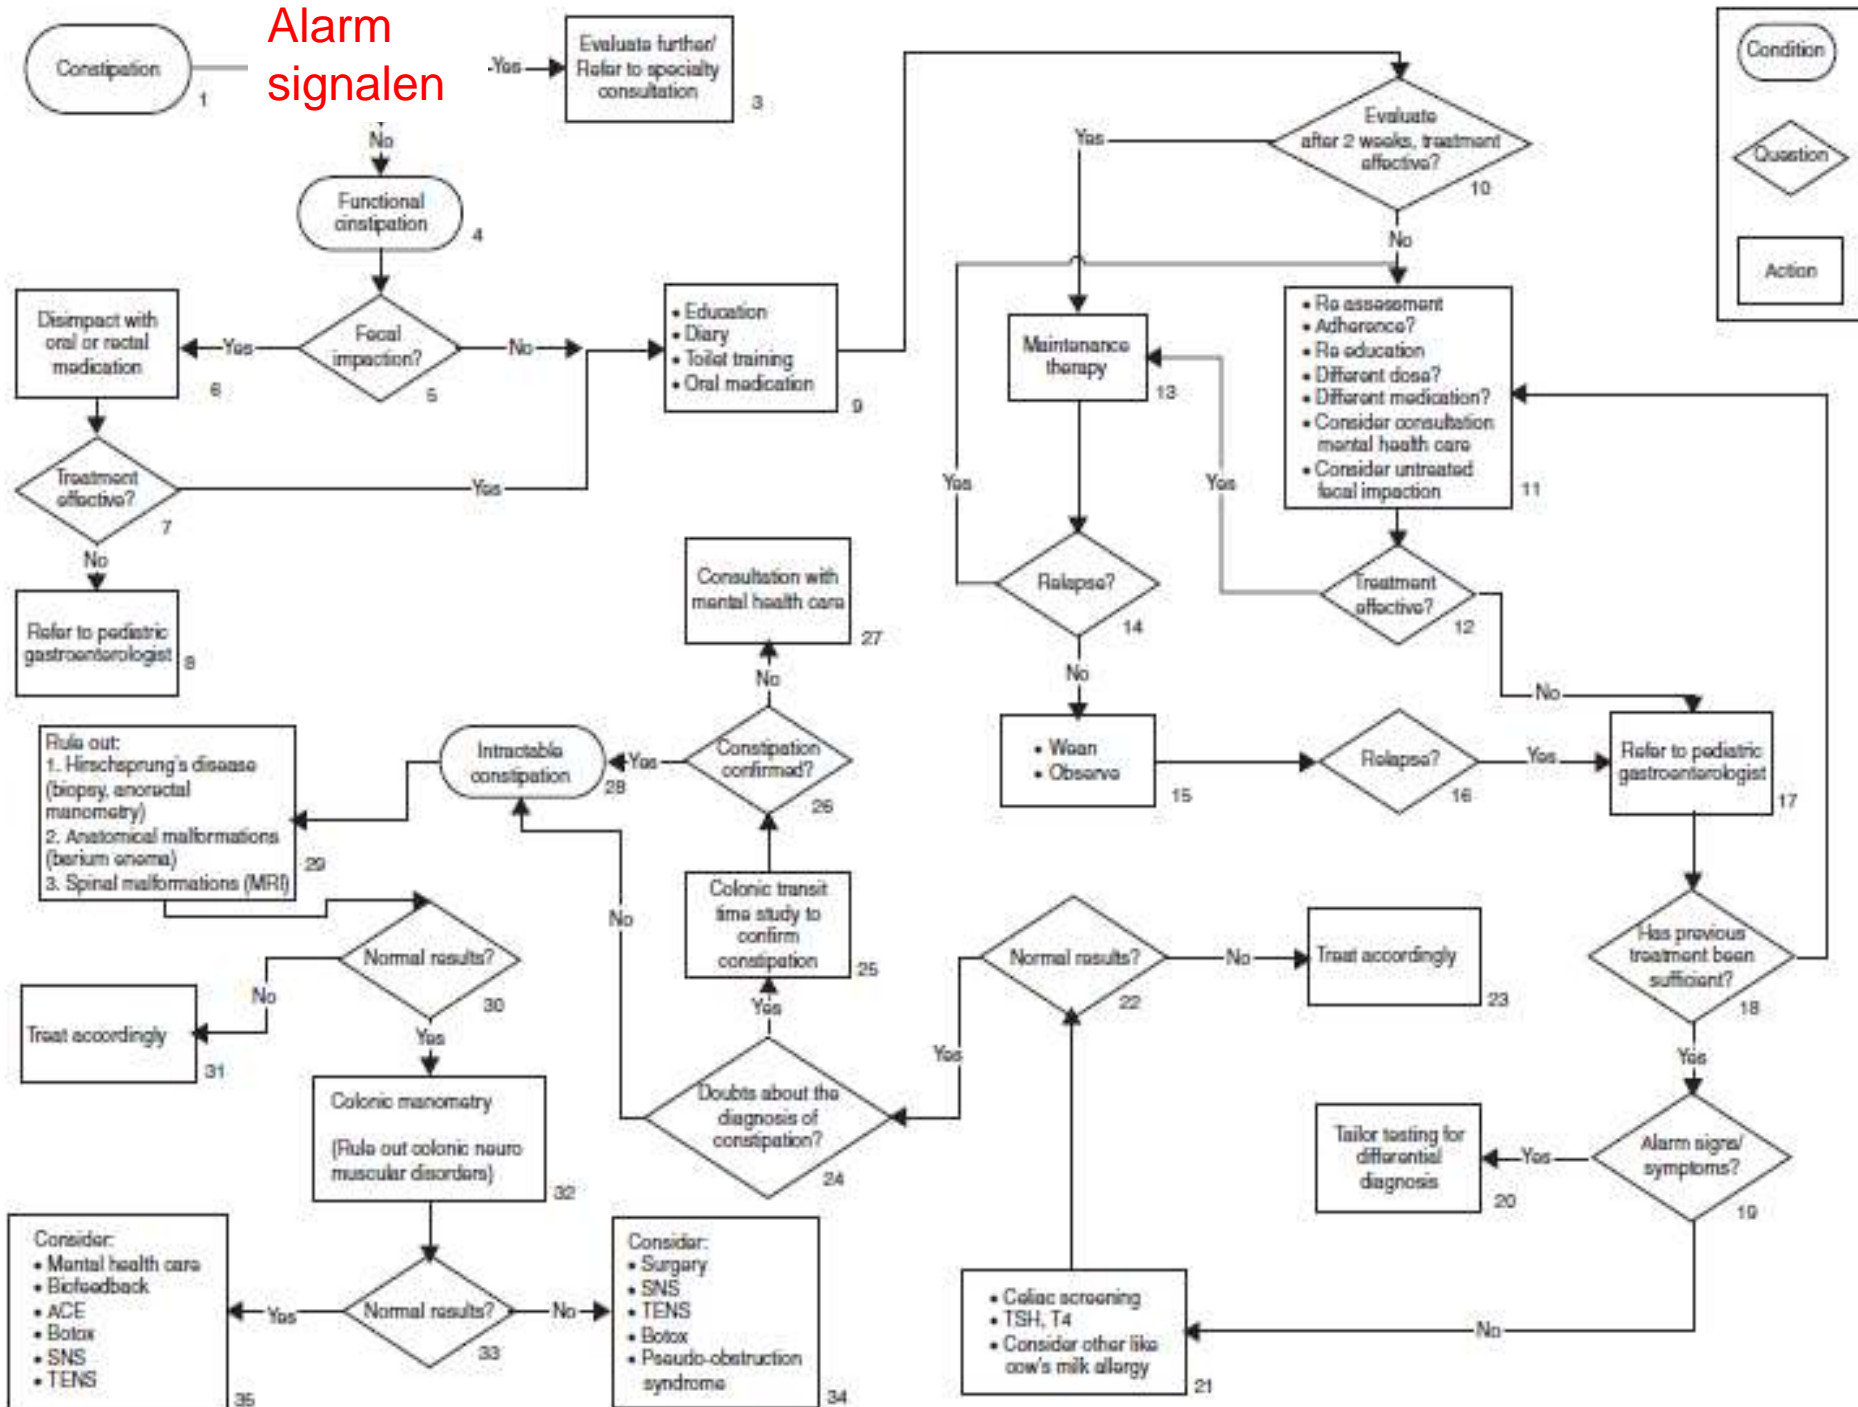 Constipation
1
Alarm
signalen
Yes
Evaluate further/
Refer to specialty
consultation
3
No
Functional
cinstipation
4
Fecal
impaction?
5
Yes
No
Disimpact with
oral or rectal
medication
6
Treatment
effective?
7
Yes
No
Refer to pediatric
gastroenterologist
8
• Education
• Diary
• Toilet training
• Oral medication
9
Evaluate
after 2 weeks, treatment
effective?
10
Yes
No
• Re assessment
• Adherence?
• Re education
• Different dose?
• Different medication?
• Consider consultation
mental health care
• Consider untreated
fecal impaction
11
Treatment
effective?
12
Yes
No
Maintenance
therapy
13
Relapse?
14
Yes
No
• Wean
• Observe
15
Relapse?
16
Yes
Refer to pediatric
gastroenterologist
17
Has previous
treatment been
sufficient?
18
Yes
Alarm signs/
symptoms?
19
Yes
No
Tailor testing for
differential
diagnosis
20
• Celiac screening
• TSH, T4
• Consider other like
cow's milk allergy
21
Normal results?
22
No
Yes
Treat accordingly
23
Doubts about the
diagnosis of
constipation?
24
Yes
No
Colonic transit
time study to
confirm
constipation
25
Constipation
confirmed?
26
No
Yes
Consultation with
mental health care
27
Intractable
constipation
28
Rule out:
1. Hirschsprung's disease
(biopsy, anorectal
manometry)
2. Anatomical malformations
(barium enema)
3. Spinal malformations (MRI)
29
Normal results?
30
No
Yes
Treat accordingly
31
Colonic manometry
(Rule out colonic neuro
muscular disorders)
32
Normal results?
33
Yes
No
Consider:
• Surgery
• SNS
• TENS
• Botox
• Pseudo-obstruction
syndrome
34
Consider:
• Mental health care
• Biofeedback
• ACE
• Botox
• SNS
• TENS
35
Condition
Question
Action